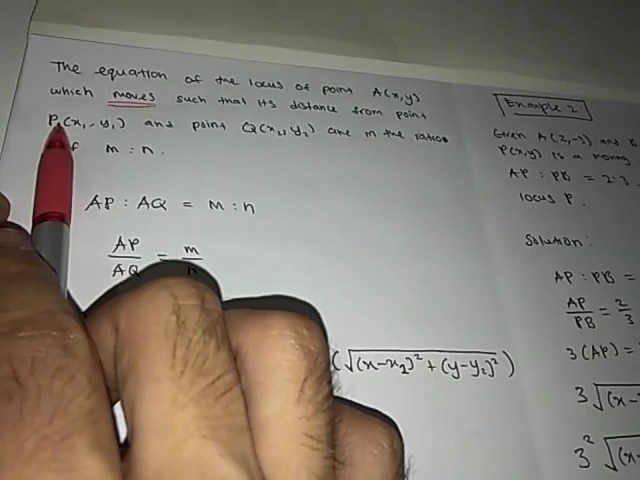 The equation of the locus of point A(x,y)
which moves such that its distance from point
P(x₁, y₁) and point Q(x₂, y₂) are in the ratio
m : n.
AP : AQ = m : n
AP/AQ = m/n
(√(x-x₂)² + (y-y₂)²)
Example 2
Given A(2,-3) and B
P(x,y) is a moving
AP : PB = 2:3
locus P.
Solution:
AP : PB =
AP/PB = 2/3
3(AP) =
3√(x-
3²√(x-